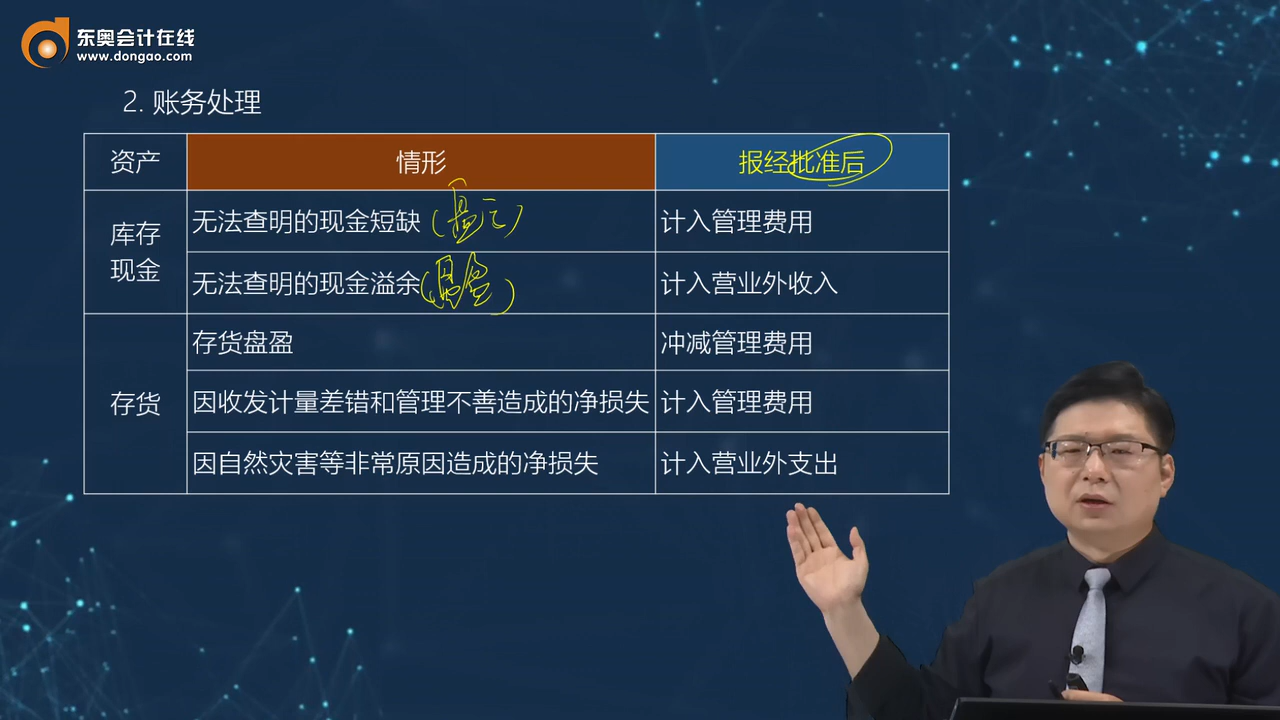 东奥会计在线
www.dongao.com
2. 账务处理
资产 情形 报经批准后
库存现金
无法查明的现金短缺 计入管理费用
无法查明的现金溢余 计入营业外收入
存货
存货盘盈 冲减管理费用
因收发计量差错和管理不善造成的净损失 计入管理费用
因自然灾害等非常原因造成的净损失 计入营业外支出